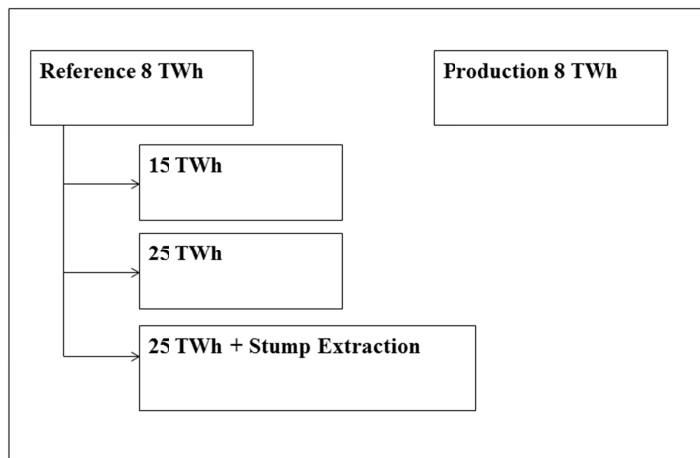 Reference 8 TWh
Production 8 TWh
15 TWh
25 TWh
25 TWh + Stump Extraction